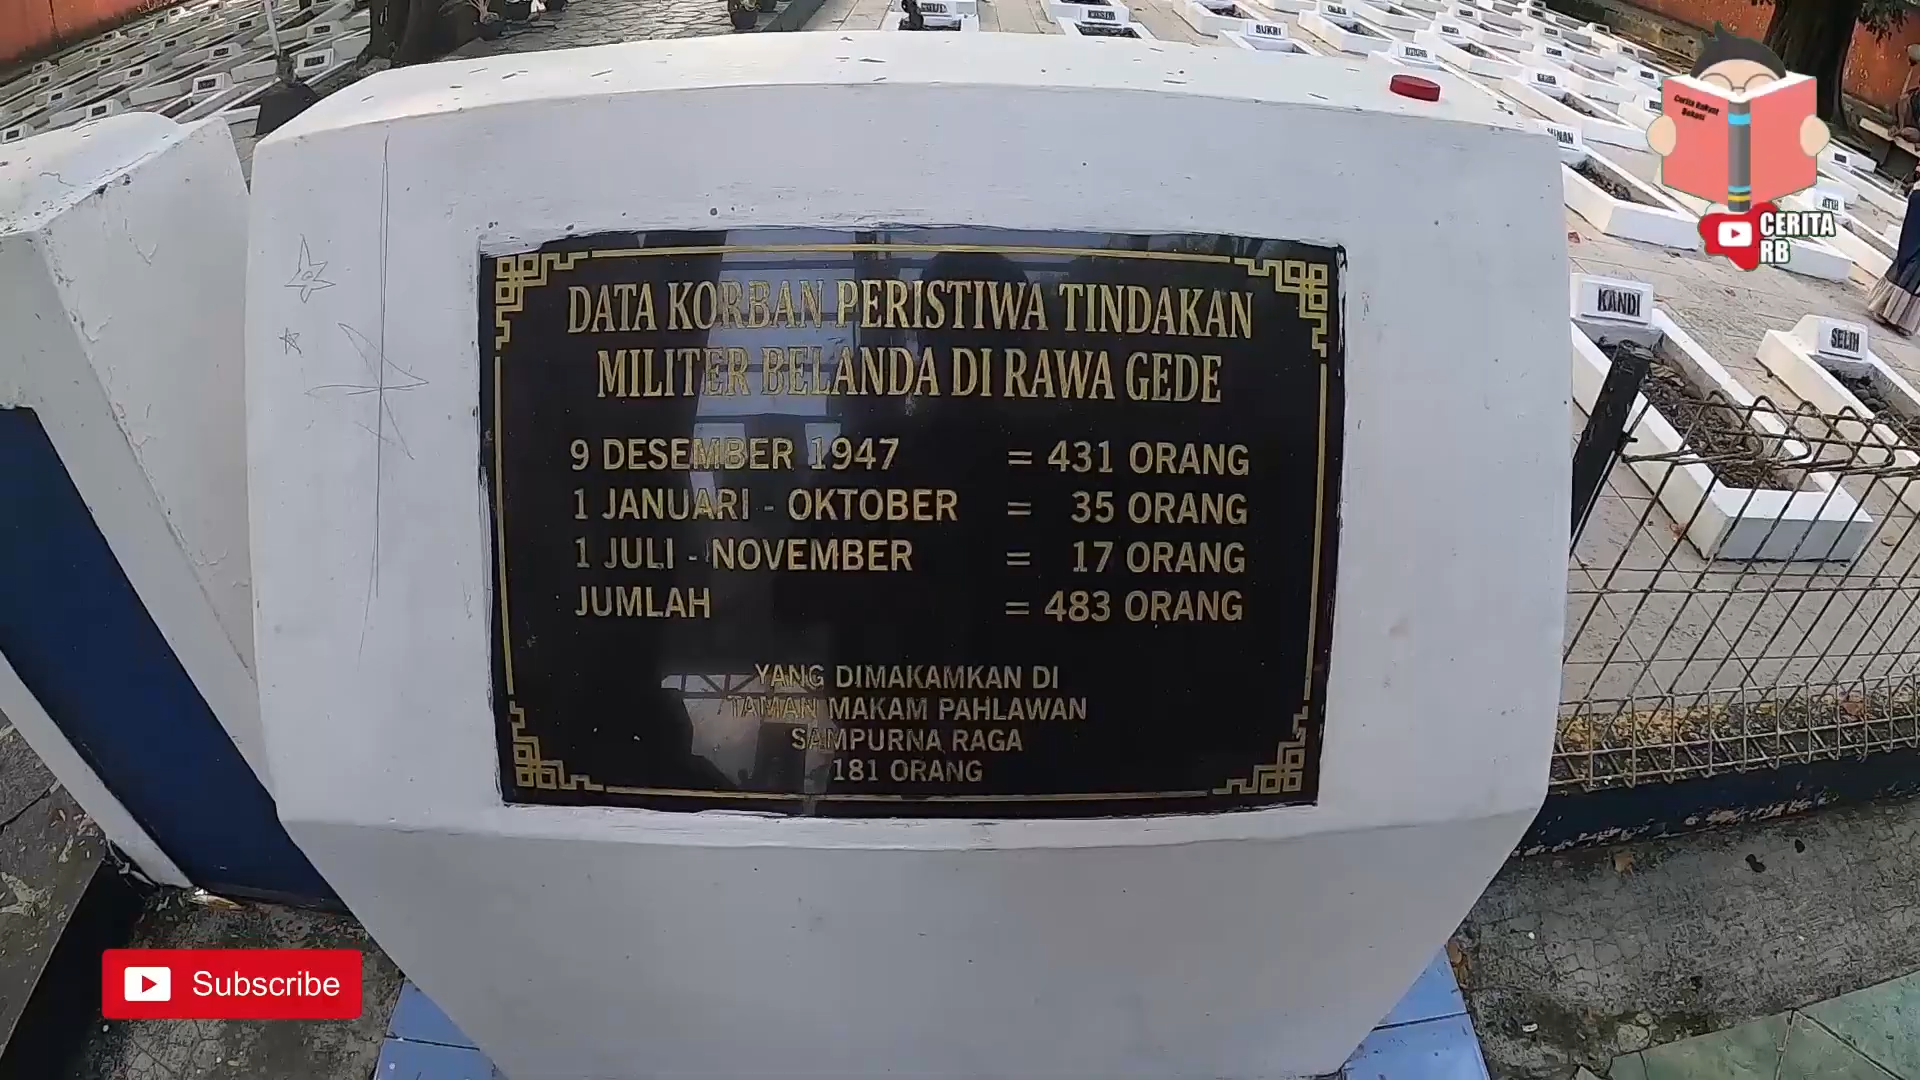 DATA KORBAN PERISTIWA TINDAKAN
MILITER BELANDA DI RAWA GEDE
9 DESEMBER 1947 = 431 ORANG
1 JANUARI - OKTOBER = 35 ORANG
1 JULI - NOVEMBER = 17 ORANG
JUMLAH = 483 ORANG
YANG DIMAKAMKAN DI
TAMAN MAKAM PAHLAWAN
SAMPURNA RAGA
181 ORANG
SUKRI
KANDI
SELIH
CERITA
RB
Subscribe